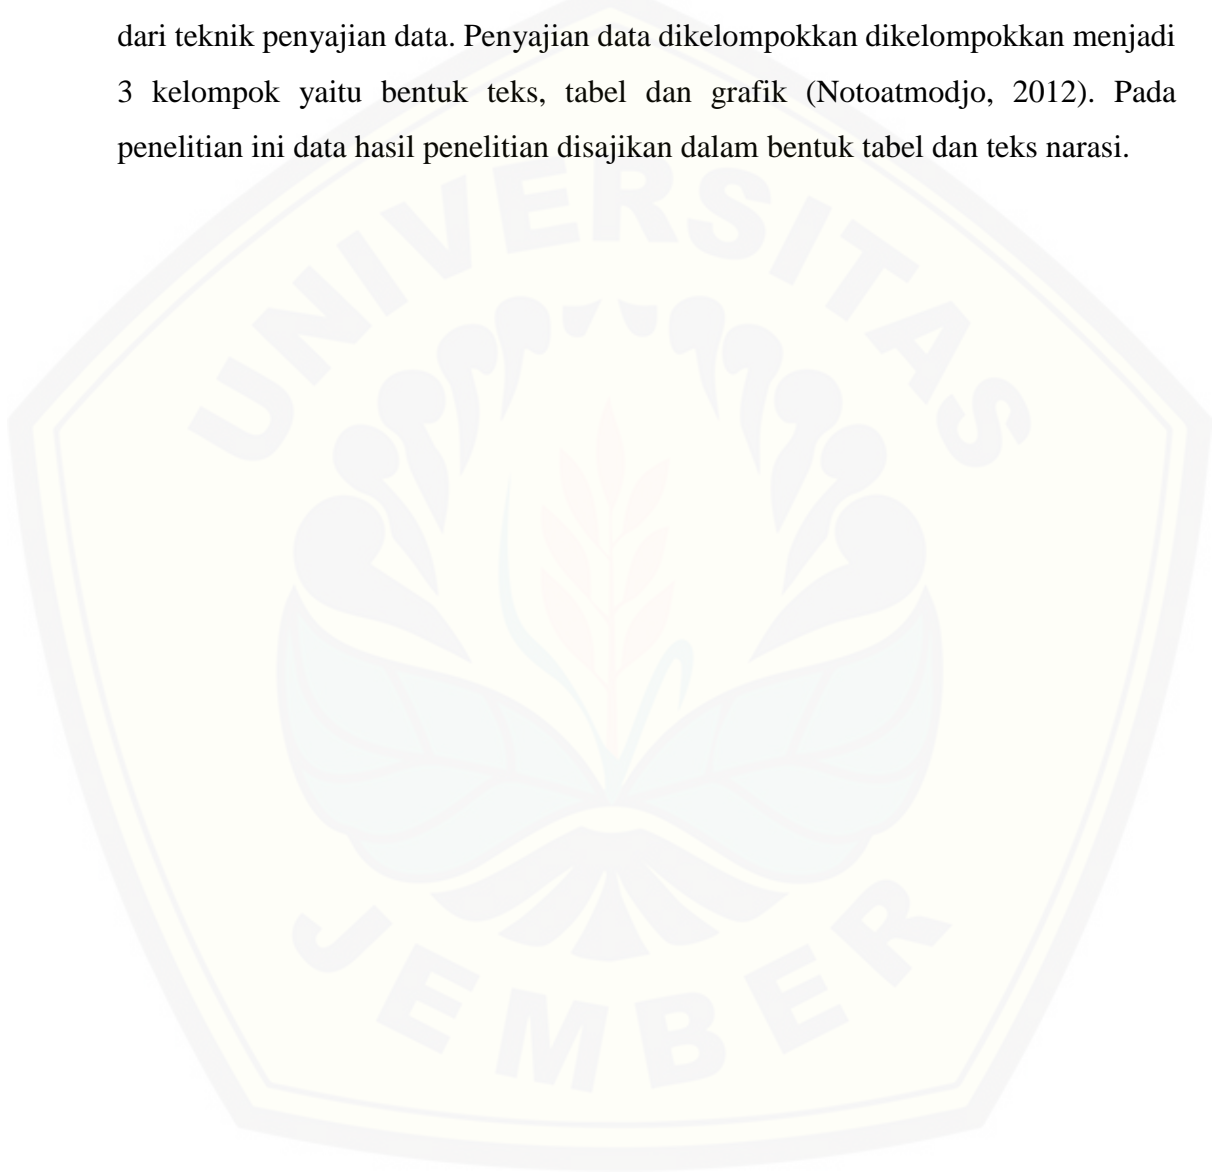 dari teknik penyajian data. Penyajian data dikelompokkan dikelompokkan menjadi
3 kelompok yaitu bentuk teks, tabel dan grafik (Notoatmodjo, 2012). Pada
penelitian ini data hasil penelitian disajikan dalam bentuk tabel dan teks narasi.
UNIVERSITAS
JEMBER